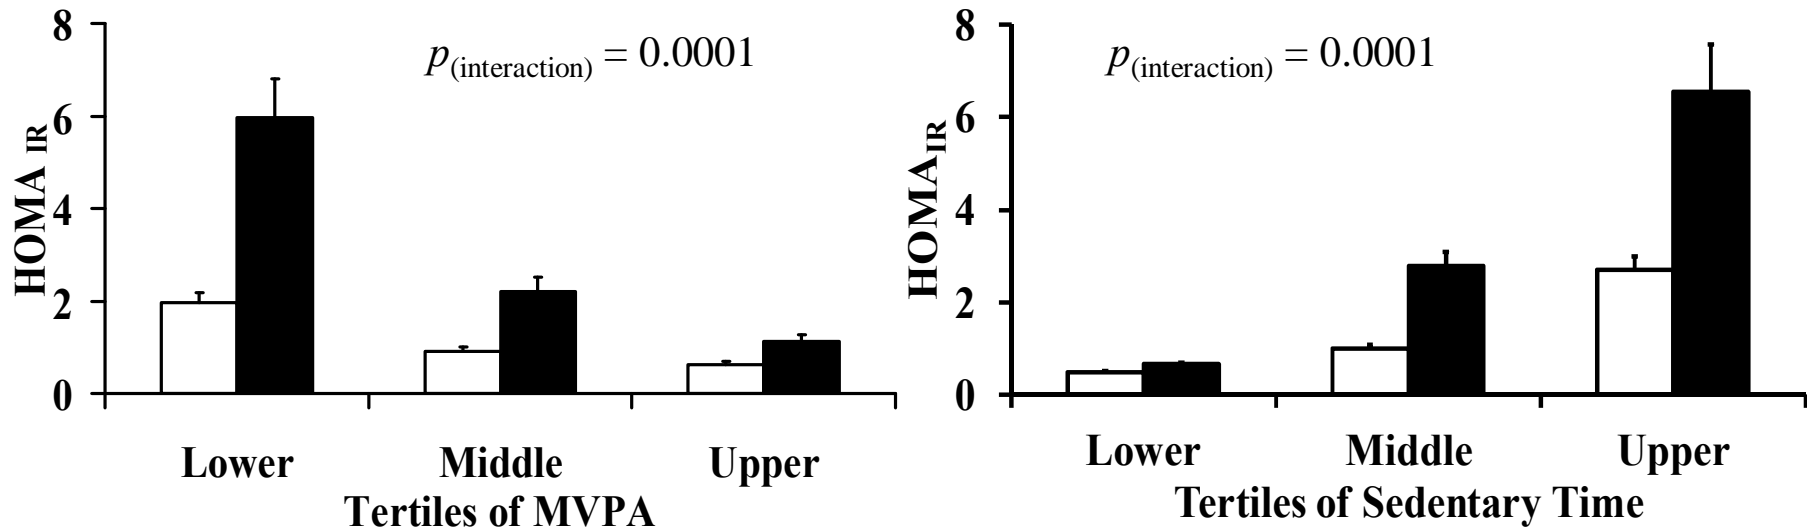 HOMA IR
8
6
4
2
0
p(interaction) = 0.0001
Lower Middle Upper
Tertiles of MVPA
HOMAIR
8
6
4
2
0
p(interaction) = 0.0001
Lower Middle Upper
Tertiles of Sedentary Time